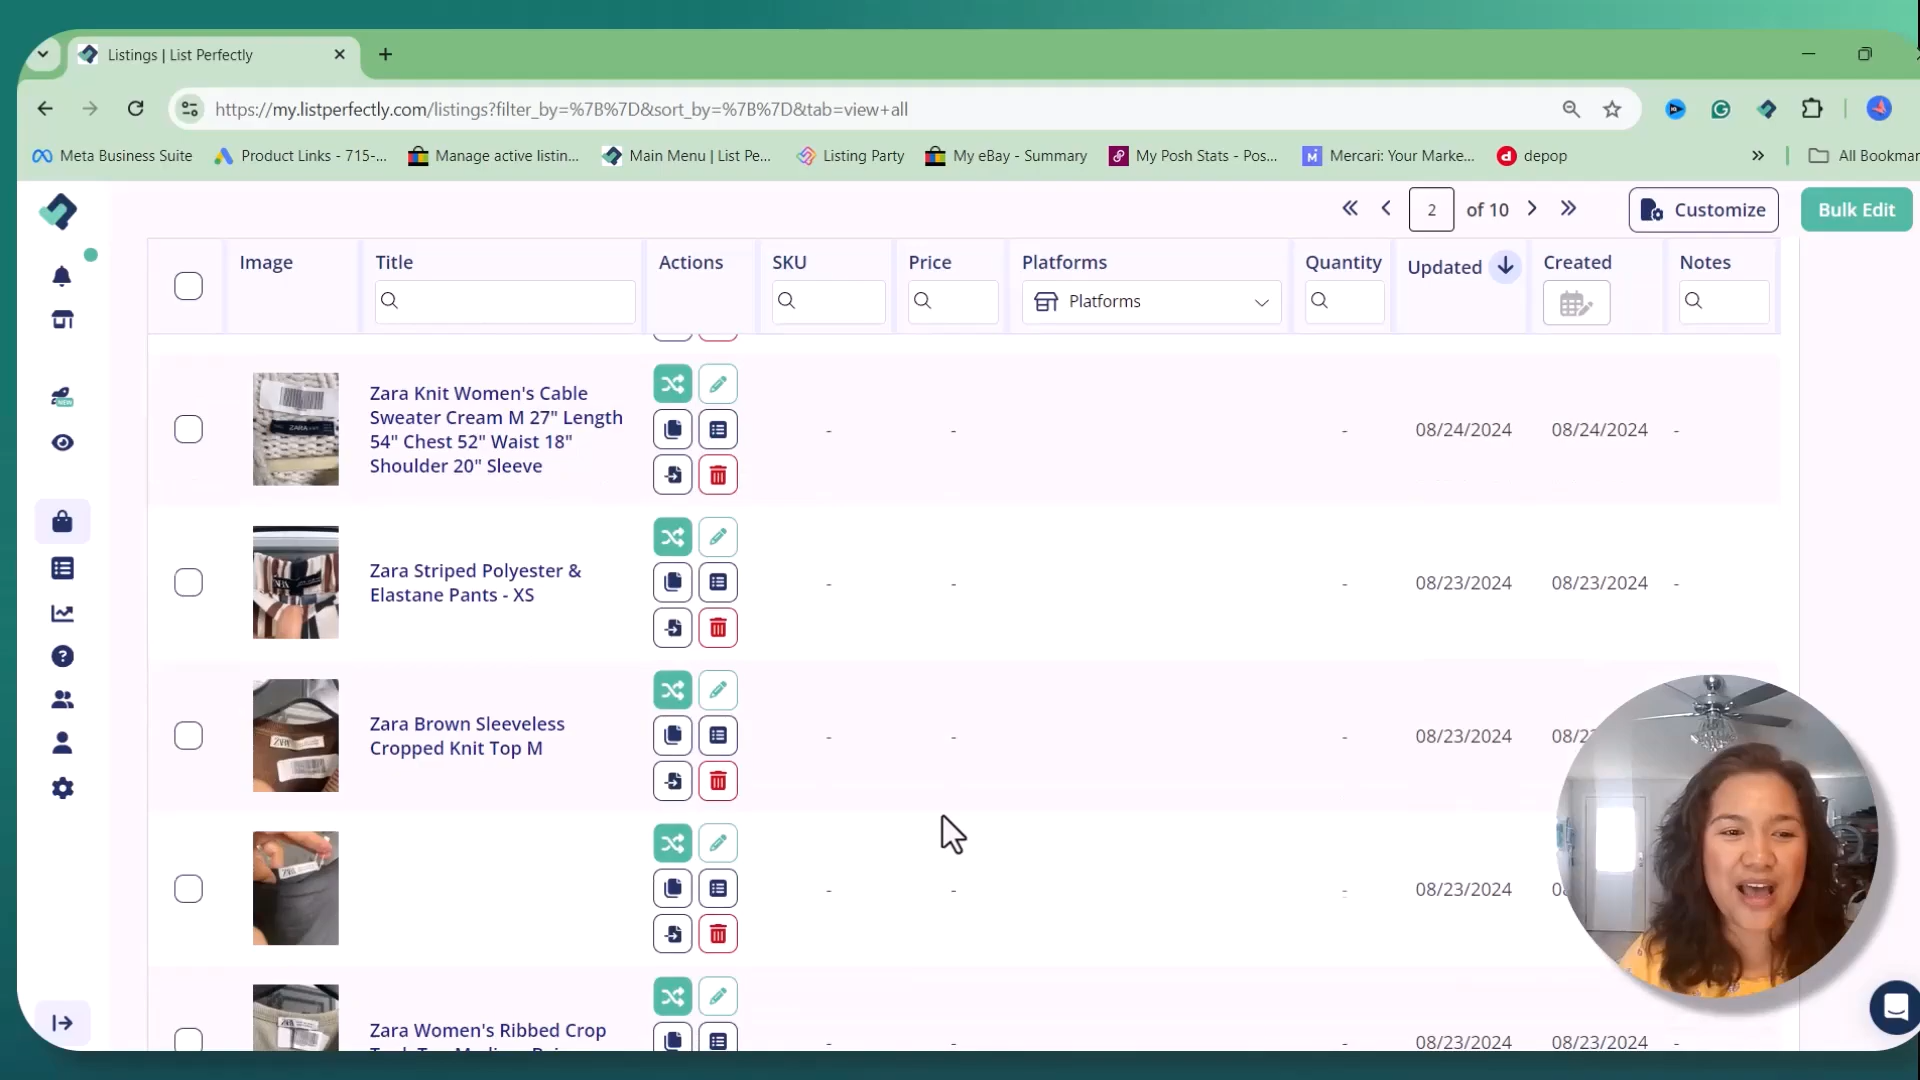 Listings | List Perfectly
https://my.listperfectly.com/listings?filter_by=%7B%7D&sort_by=%7B%7D&tab=view+all
Meta Business Suite
Product Links - 715-...
Manage active listin...
Main Menu | List Pe...
Listing Party
My eBay - Summary
My Posh Stats - Pos...
Mercari: Your Marke...
depop
»
All Bookmar
2
of 10
Customize
Bulk Edit
Image
Title
Actions
SKU
Price
Platforms
Quantity
Updated
Created
Notes
Platforms
NEW
Zara Knit Women's Cable
Sweater Cream M 27" Length
54" Chest 52" Waist 18"
Shoulder 20" Sleeve
-
-
-
08/24/2024
08/24/2024
-
ZARA
Zara Striped Polyester &
Elastane Pants - XS
-
-
-
08/23/2024
08/23/2024
-
Zara Brown Sleeveless
Cropped Knit Top M
-
-
-
08/23/2024
08/2
-
-
-
08/23/2024
Zara Women's Ribbed Crop
-
-
-
08/23/2024
08/23/2024
-